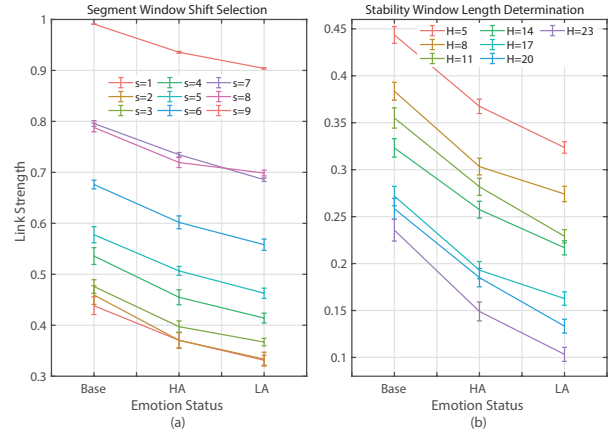 Segment Window Shift Selection
Link Strength
1
0.9
0.8
0.7
0.6
0.5
0.4
0.3
s=1 s=4 s=7
s=2 s=5 s=8
s=3 s=6 s=9
Base HA LA
Emotion Status
(a)
Stability Window Length Determination
0.45
0.4
0.35
0.3
0.25
0.2
0.15
0.1
H=5 H=14 H=23
H=8 H=17
H=11 H=20
Base HA LA
Emotion Status
(b)